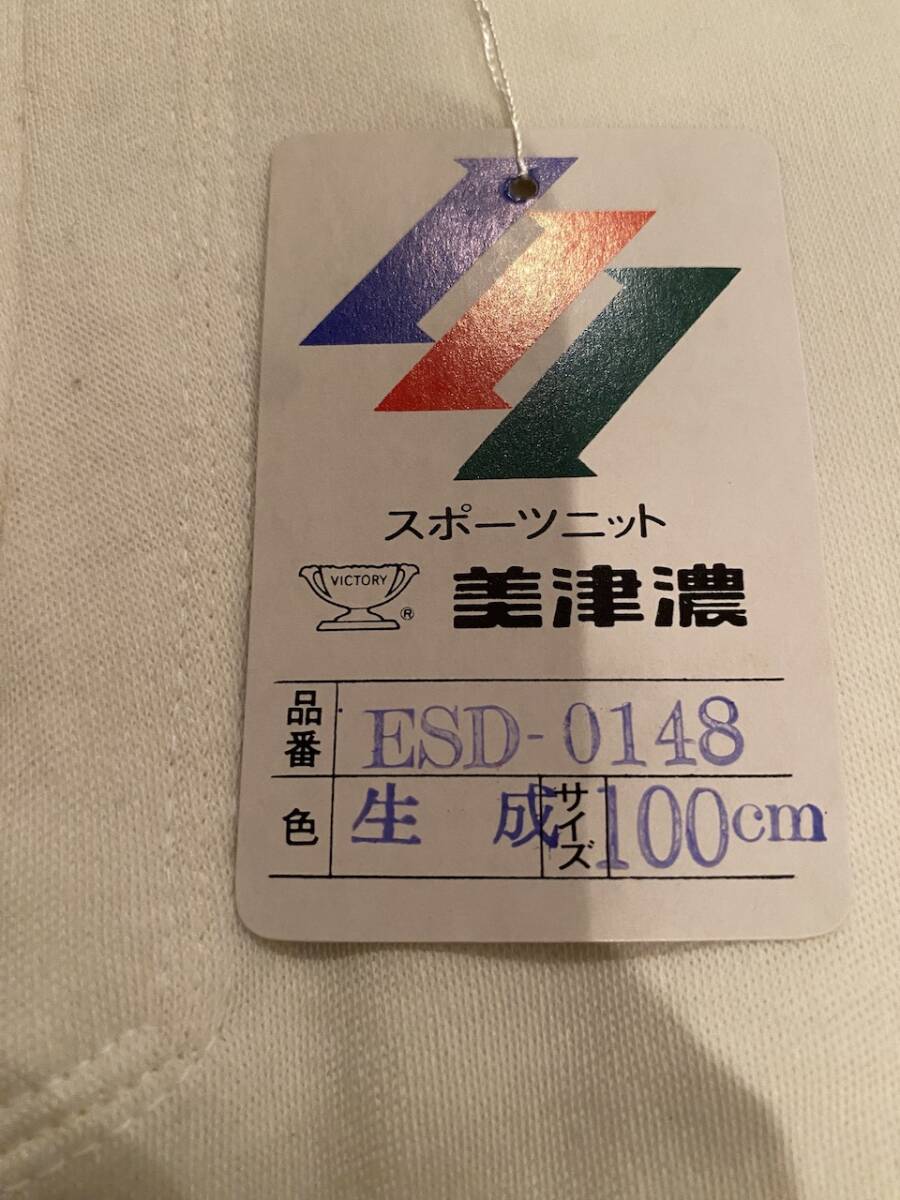 スポーツニット
VICTORY ®
美津濃
品番 ESD-0148
色 生成 サイズ 100cm